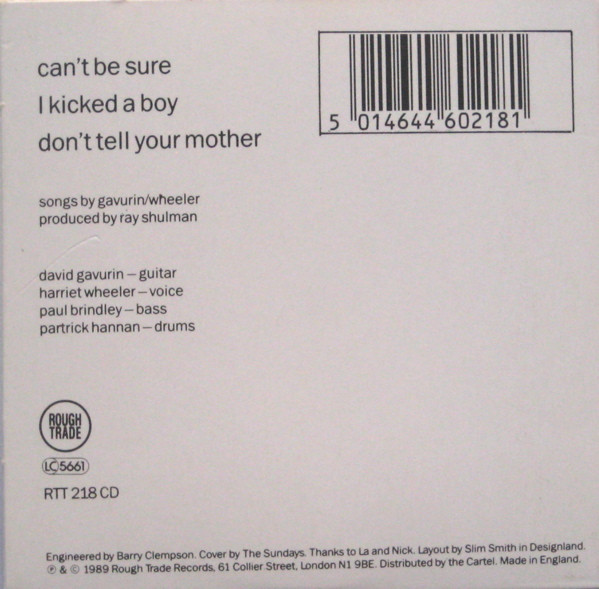 can't be sure
I kicked a boy
don't tell your mother
5 014644 602181
songs by gavurin/wheeler
produced by ray shulman
david gavurin – guitar
harriet wheeler – voice
paul brindley – bass
partrick hannan – drums
ROUGH
TRADE
LC 5661
RTT 218 CD
Engineered by Barry Clempson. Cover by The Sundays. Thanks to La and Nick. Layout by Slim Smith in Designland.
℗ & © 1989 Rough Trade Records, 61 Collier Street, London N1 9BE. Distributed by the Cartel. Made in England.